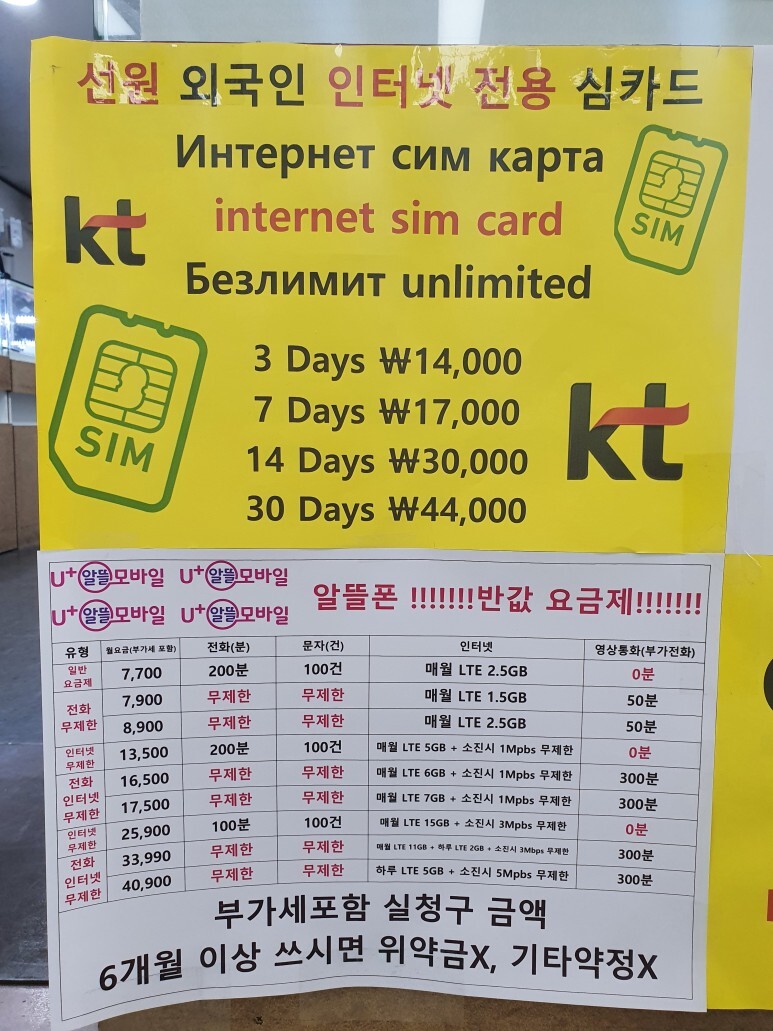 선원 외국인 인터넷 전용 심카드
Интернет сим карта
internet sim card
Безлимит unlimited
kt
SIM
3 Days ₩14,000
7 Days ₩17,000
14 Days ₩30,000
30 Days ₩44,000
SIM
kt
U+알뜰모바일 U+알뜰모바일
U+알뜰모바일 U+알뜰모바일
알뜰폰 !!!!!!!반값 요금제!!!!!!!
유형 월요금(부가세 포함) 전화(분) 문자(건) 인터넷 영상통화(부가전화)
일반 요금제 7,700 200분 100건 매월 LTE 2.5GB 0분
전화 무제한 7,900 무제한 무제한 매월 LTE 1.5GB 50분
8,900 무제한 무제한 매월 LTE 2.5GB 50분
인터넷 무제한 13,500 200분 100건 매월 LTE 5GB + 소진시 1Mpbs 무제한 0분
전화 인터넷 무제한 16,500 무제한 무제한 매월 LTE 6GB + 소진시 1Mpbs 무제한 300분
17,500 무제한 무제한 매월 LTE 7GB + 소진시 1Mpbs 무제한 300분
인터넷 무제한 25,900 100분 100건 매월 LTE 15GB + 소진시 3Mpbs 무제한 0분
전화 인터넷 무제한 33,990 무제한 무제한 매월 LTE 11GB + 하루 LTE 2GB + 소진시 3Mbps 무제한 300분
40,900 무제한 무제한 하루 LTE 5GB + 소진시 5Mpbs 무제한 300분
부가세포함 실청구 금액
6개월 이상 쓰시면 위약금X, 기타약정X